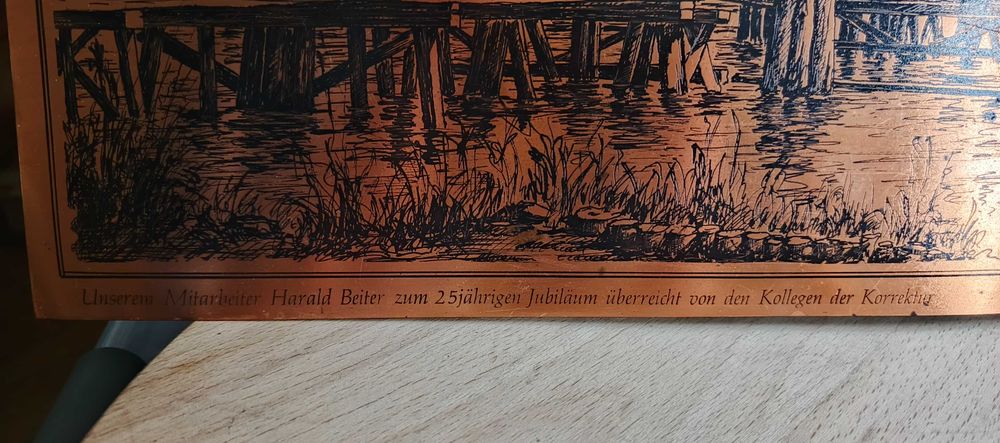 Unserem Mitarbeiter Harald Beiter zum 25jährigen Jubiläum überreicht von den Kollegen der Korrektur